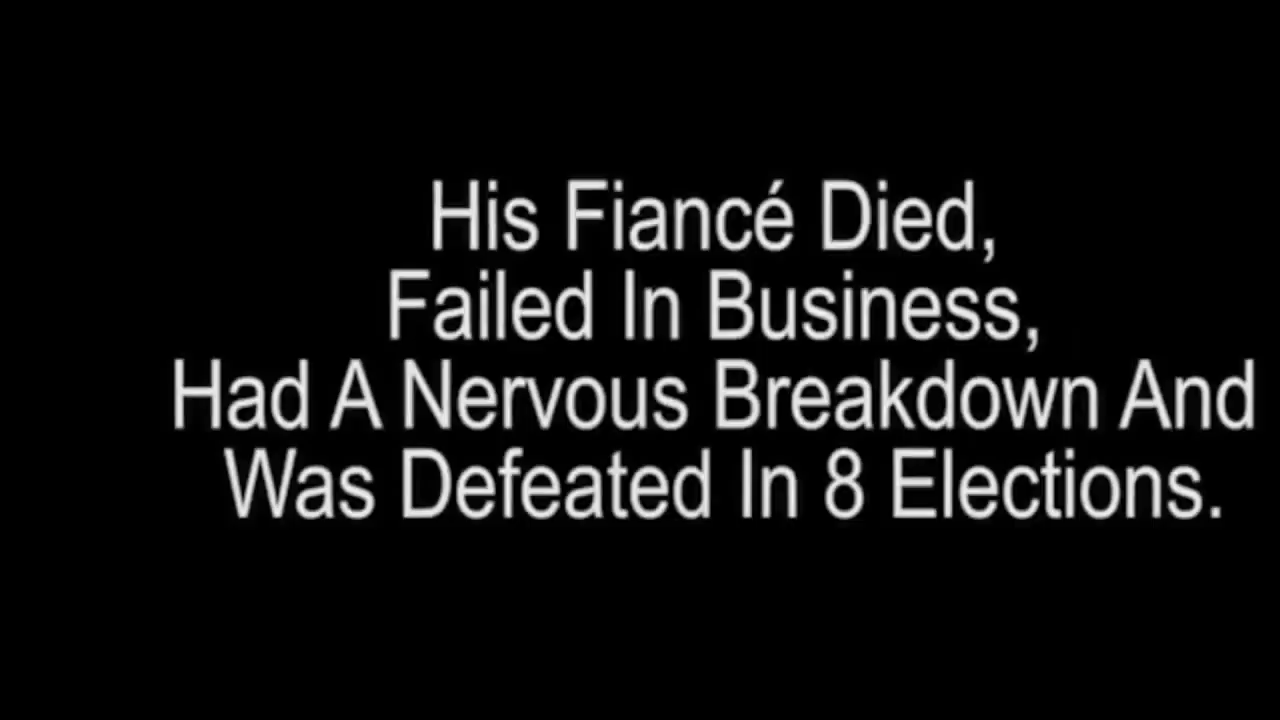 His Fiancé Died,
Failed In Business,
Had A Nervous Breakdown And
Was Defeated In 8 Elections.